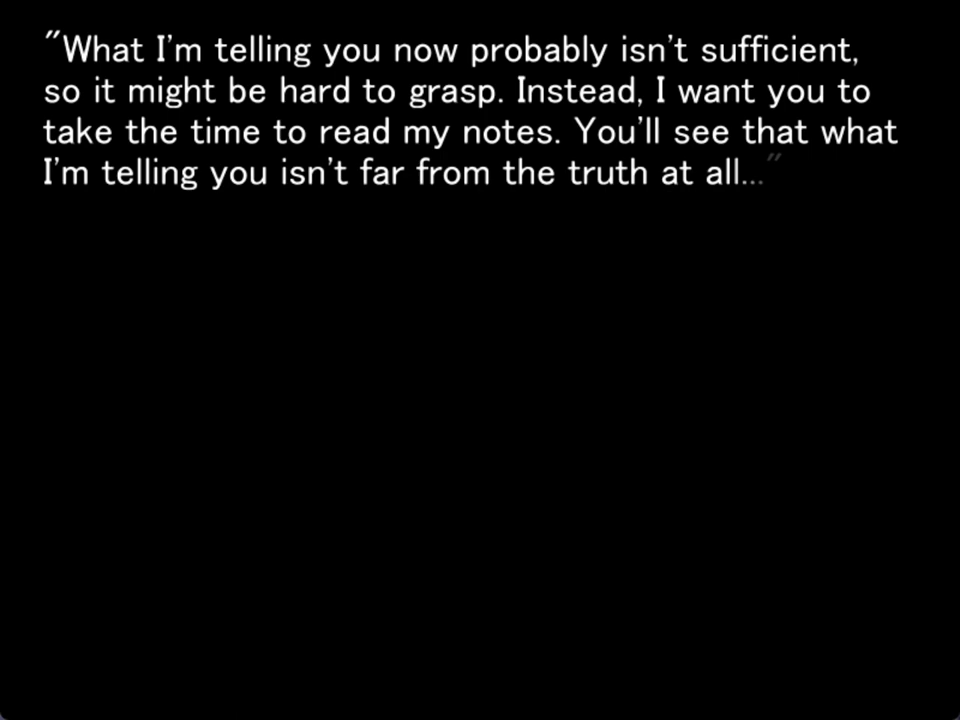 "What I'm telling you now probably isn't sufficient,
so it might be hard to grasp. Instead, I want you to
take the time to read my notes. You'll see that what
I'm telling you isn't far from the truth at all..."